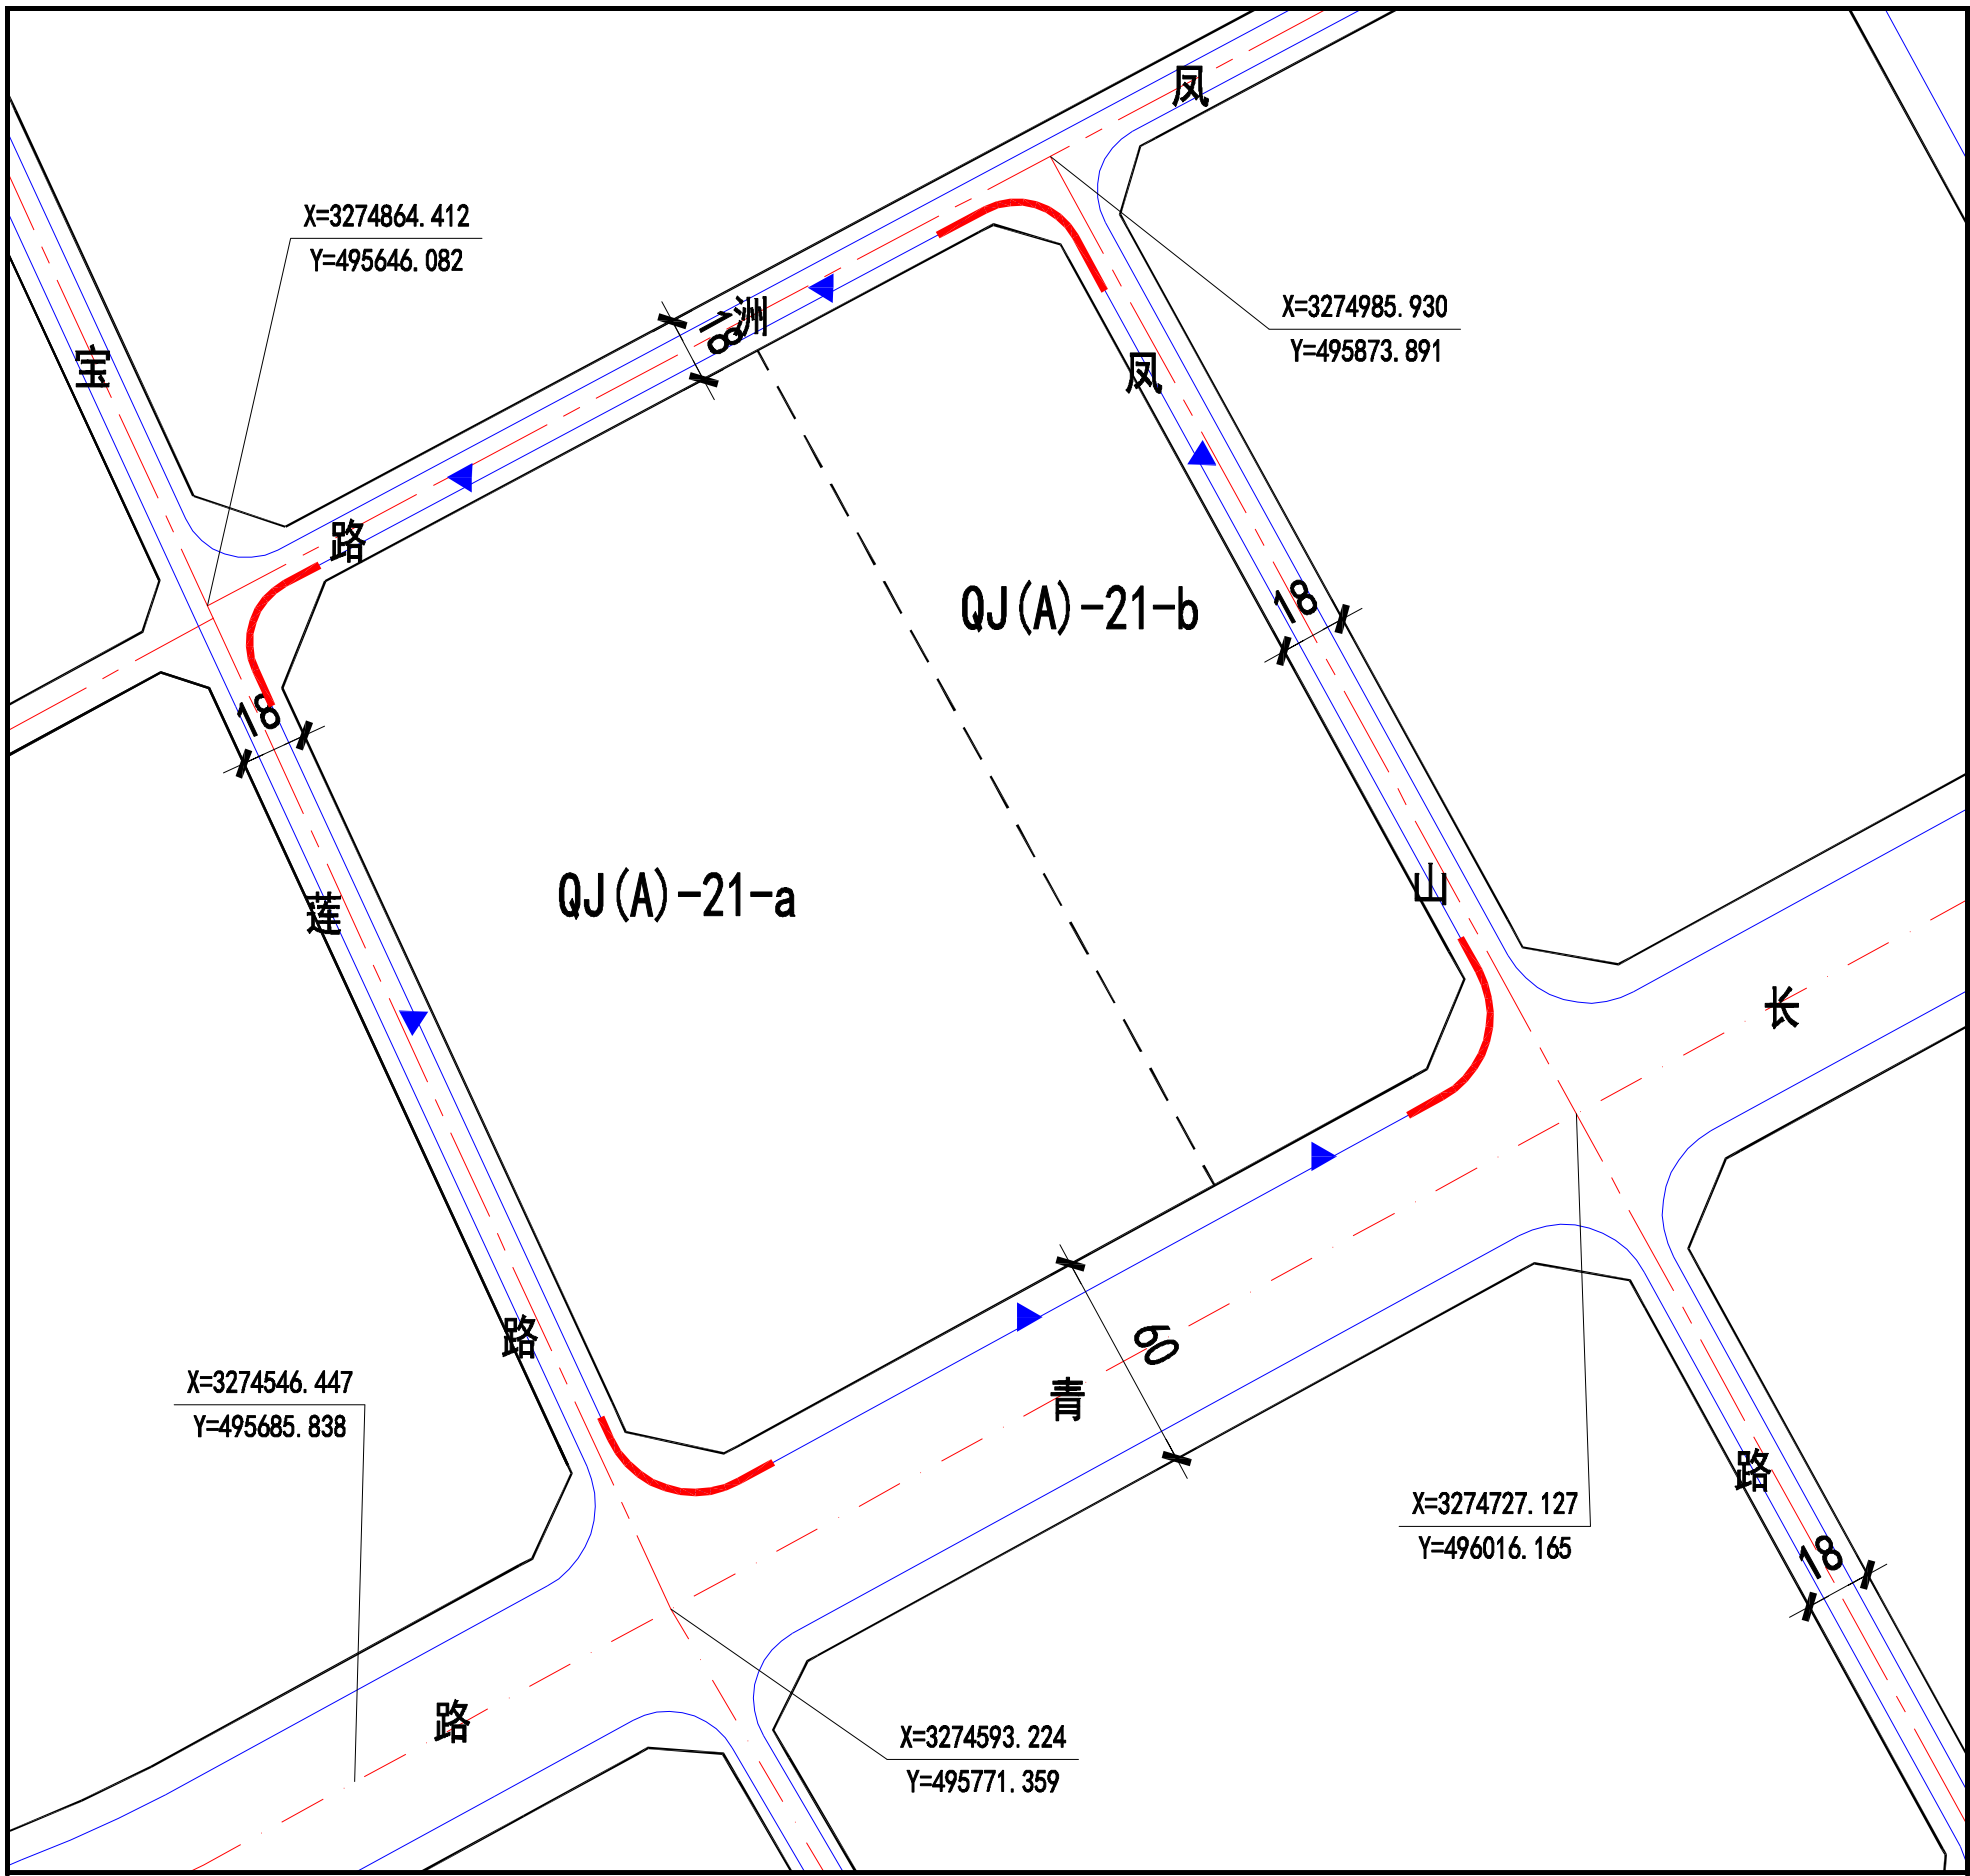 凤
X=3274864.412
Y=495646.082
X=3274985.930
Y=495873.891
洲
18
宝
凤
路
QJ(A)-21-b
18
18
QJ(A)-21-a
山
莲
长
路
60
青
X=3274546.447
Y=495685.838
路
X=3274727.127
Y=496016.165
18
路
X=3274593.224
Y=495771.359